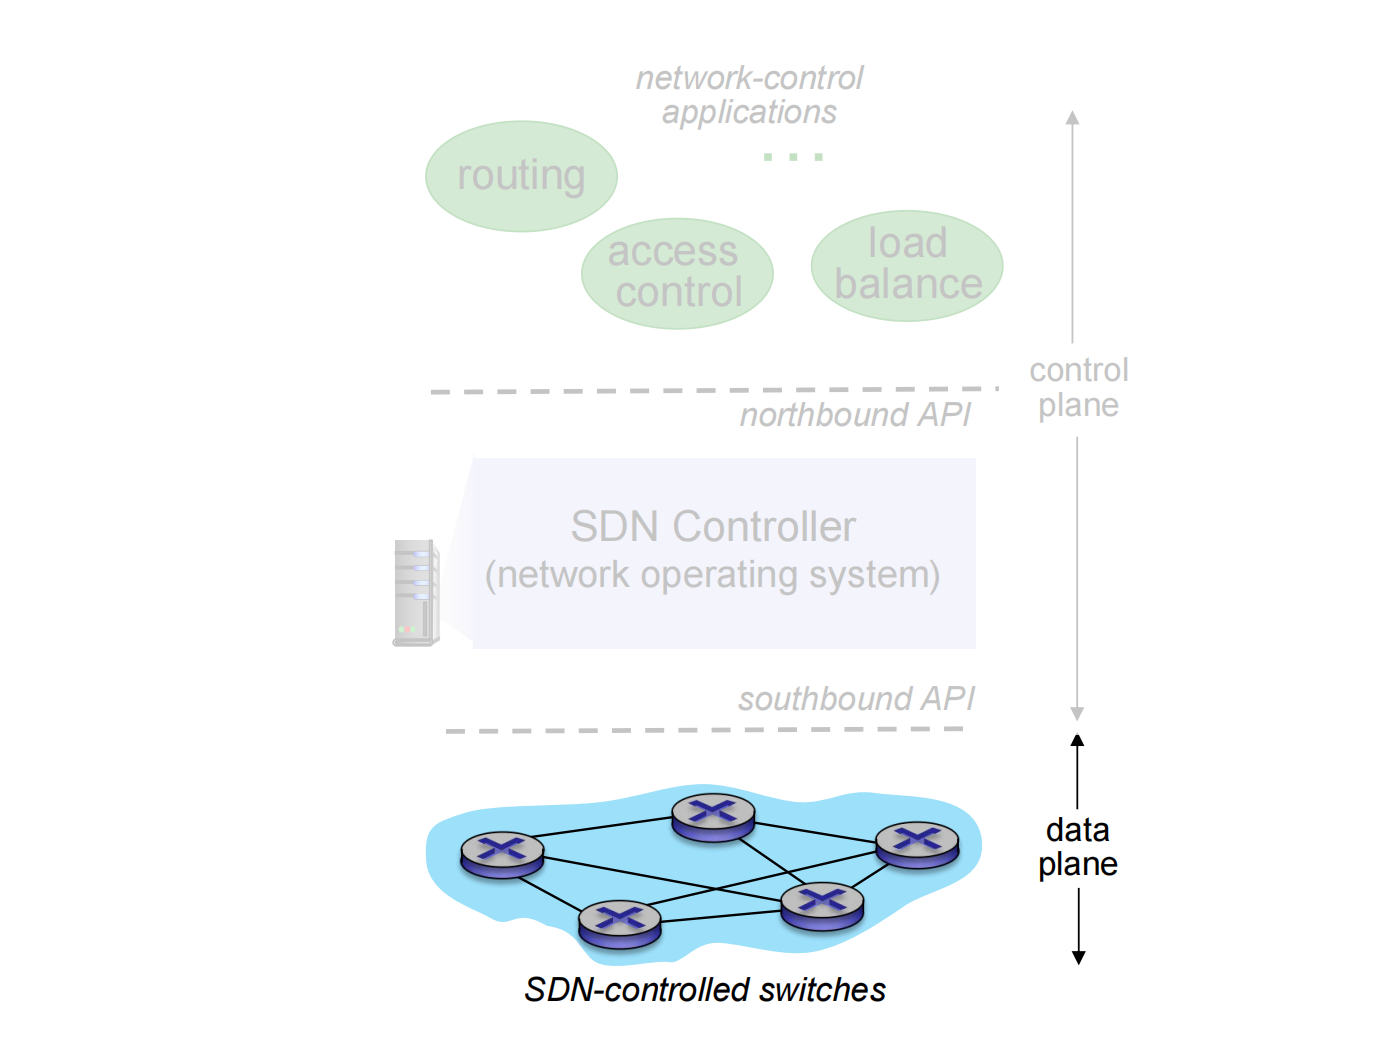 network-control
applications
routing
access
control
load
balance
control
plane
northbound API
SDN Controller
(network operating system)
southbound API
data
plane
SDN-controlled switches